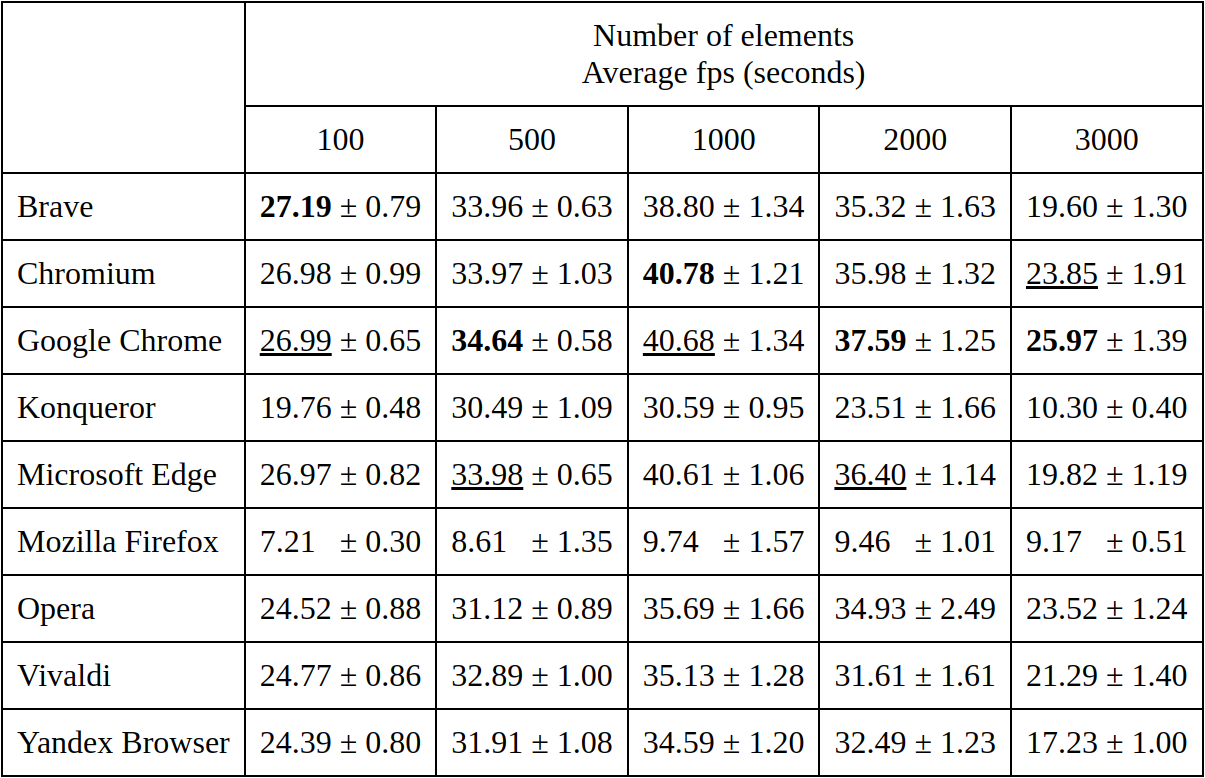 Number of elements
Average fps (seconds)
100 500 1000 2000 3000
Brave 27.19 ± 0.79 33.96 ± 0.63 38.80 ± 1.34 35.32 ± 1.63 19.60 ± 1.30
Chromium 26.98 ± 0.99 33.97 ± 1.03 40.78 ± 1.21 35.98 ± 1.32 23.85 ± 1.91
Google Chrome 26.99 ± 0.65 34.64 ± 0.58 40.68 ± 1.34 37.59 ± 1.25 25.97 ± 1.39
Konqueror 19.76 ± 0.48 30.49 ± 1.09 30.59 ± 0.95 23.51 ± 1.66 10.30 ± 0.40
Microsoft Edge 26.97 ± 0.82 33.98 ± 0.65 40.61 ± 1.06 36.40 ± 1.14 19.82 ± 1.19
Mozilla Firefox 7.21 ± 0.30 8.61 ± 1.35 9.74 ± 1.57 9.46 ± 1.01 9.17 ± 0.51
Opera 24.52 ± 0.88 31.12 ± 0.89 35.69 ± 1.66 34.93 ± 2.49 23.52 ± 1.24
Vivaldi 24.77 ± 0.86 32.89 ± 1.00 35.13 ± 1.28 31.61 ± 1.61 21.29 ± 1.40
Yandex Browser 24.39 ± 0.80 31.91 ± 1.08 34.59 ± 1.20 32.49 ± 1.23 17.23 ± 1.00